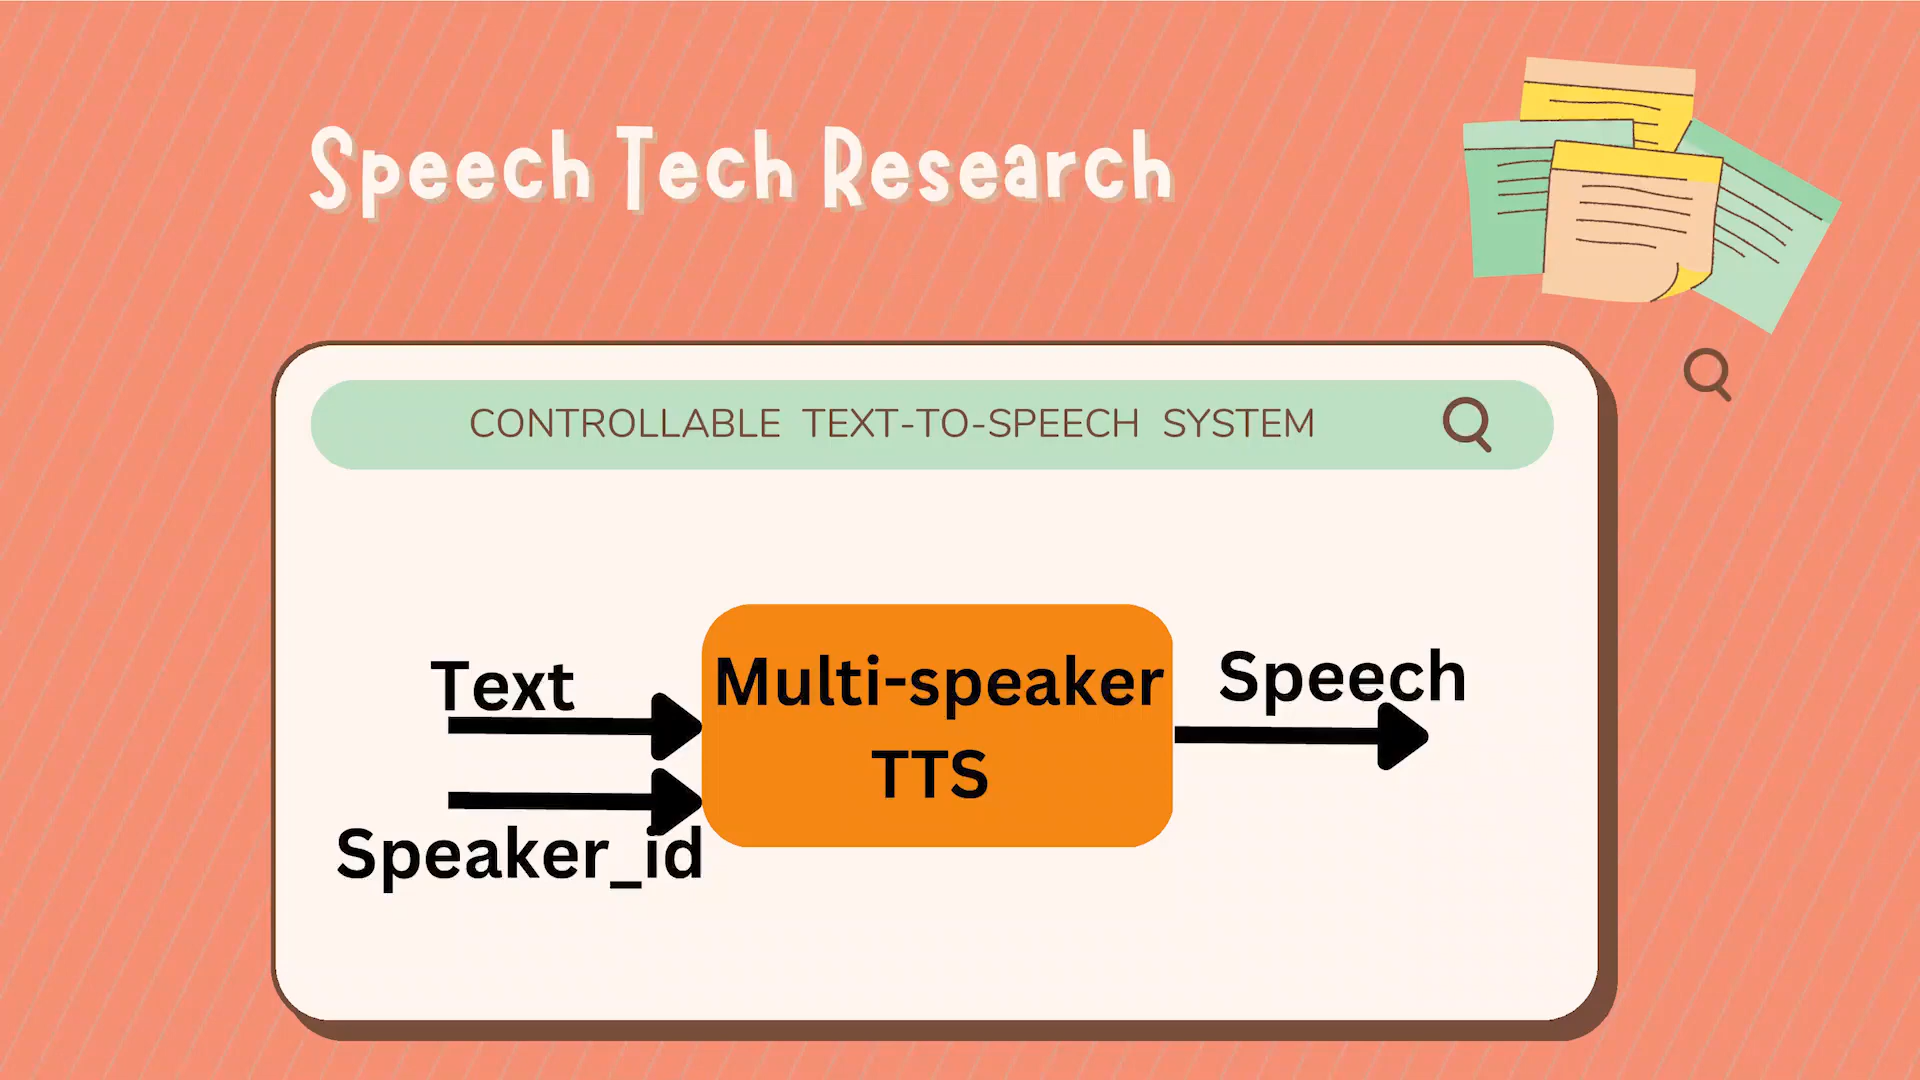 Speech Tech Research
CONTROLLABLE TEXT-TO-SPEECH SYSTEM
Text
Speaker_id
Multi-speaker
TTS
Speech